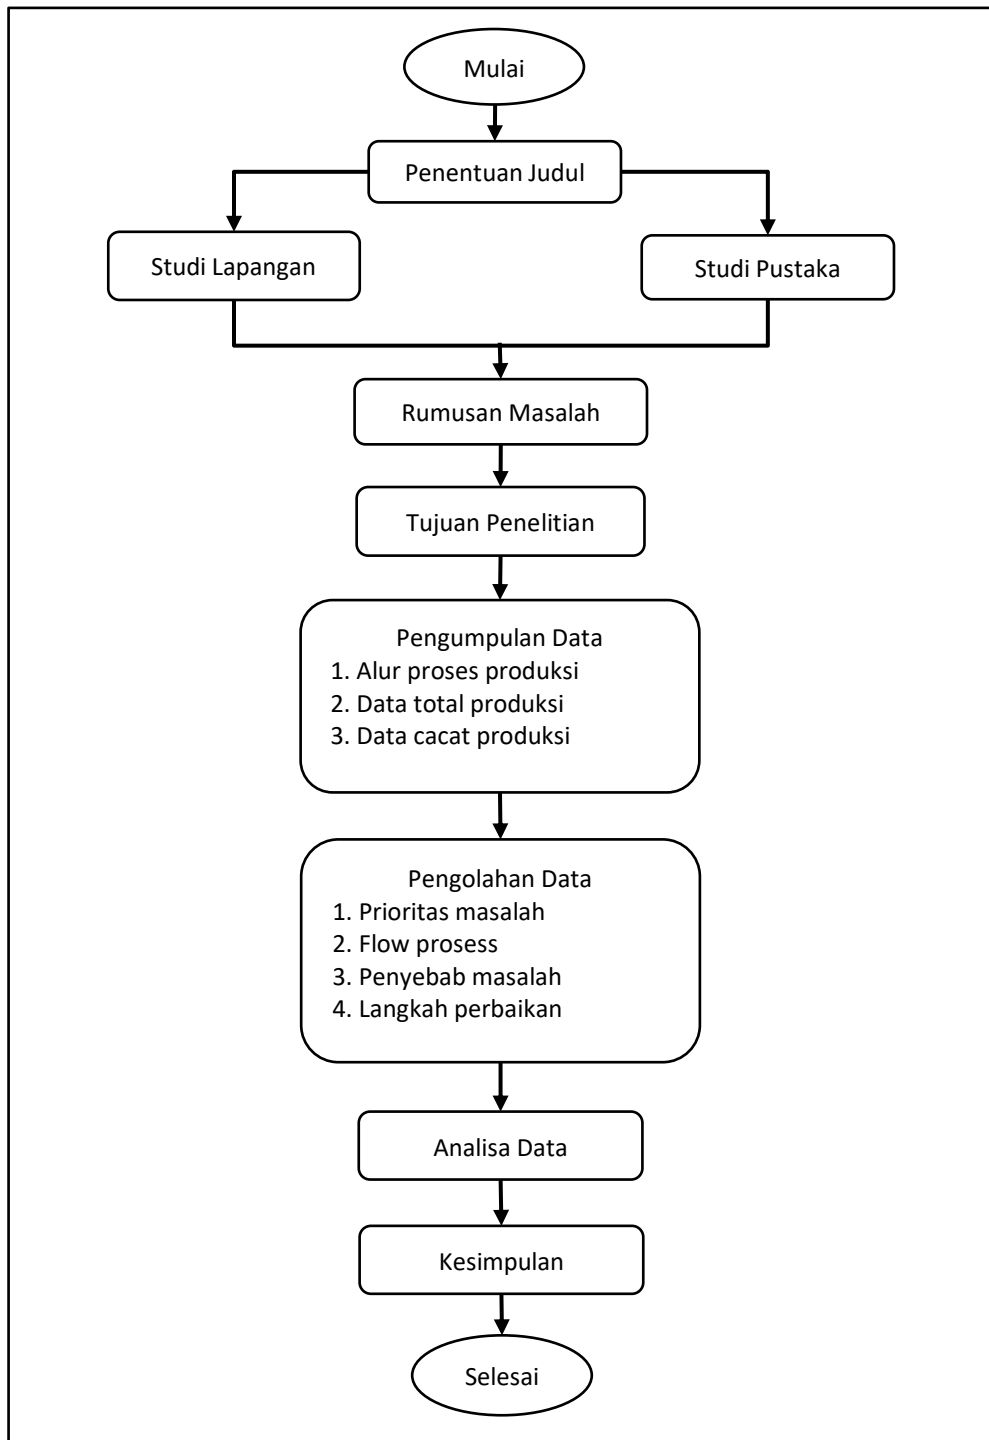 Mulai
Penentuan Judul
Studi Lapangan
Studi Pustaka
Rumusan Masalah
Tujuan Penelitian
Pengumpulan Data
1. Alur proses produksi
2. Data total produksi
3. Data cacat produksi
Pengolahan Data
1. Prioritas masalah
2. Flow prosess
3. Penyebab masalah
4. Langkah perbaikan
Analisa Data
Kesimpulan
Selesai